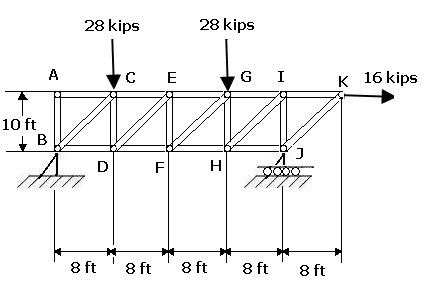 28 kips 28 kips
A C E G I K
16 kips
10 ft
B D F H J
8 ft 8 ft 8 ft 8 ft 8 ft